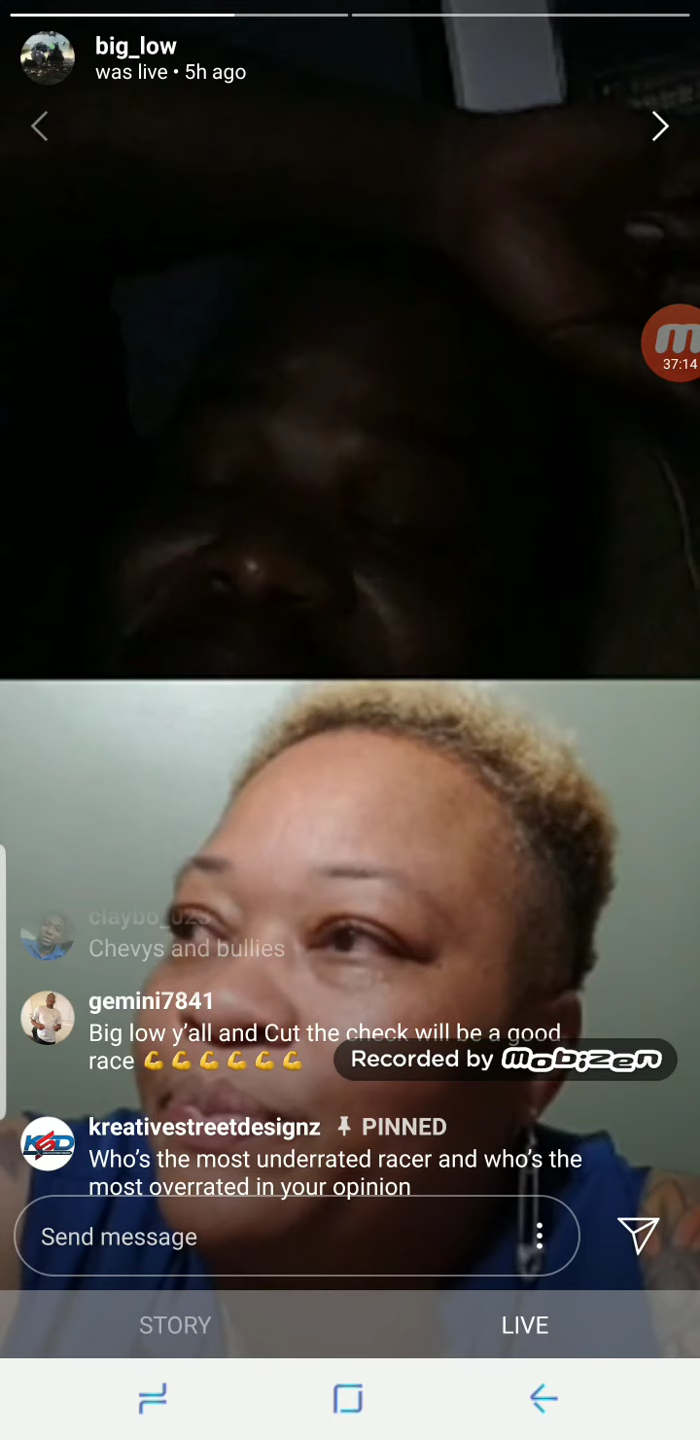 big_low
was live • 5h ago
37:14
claybo_023
Chevys and bullies
gemini7841
Big low y'all and Cut the check will be a good
race 💪💪💪💪💪💪
Recorded by mobizen
KSD
kreativestreetdesignz PINNED
Who's the most underrated racer and who's the
most overrated in your opinion
Send message
STORY LIVE